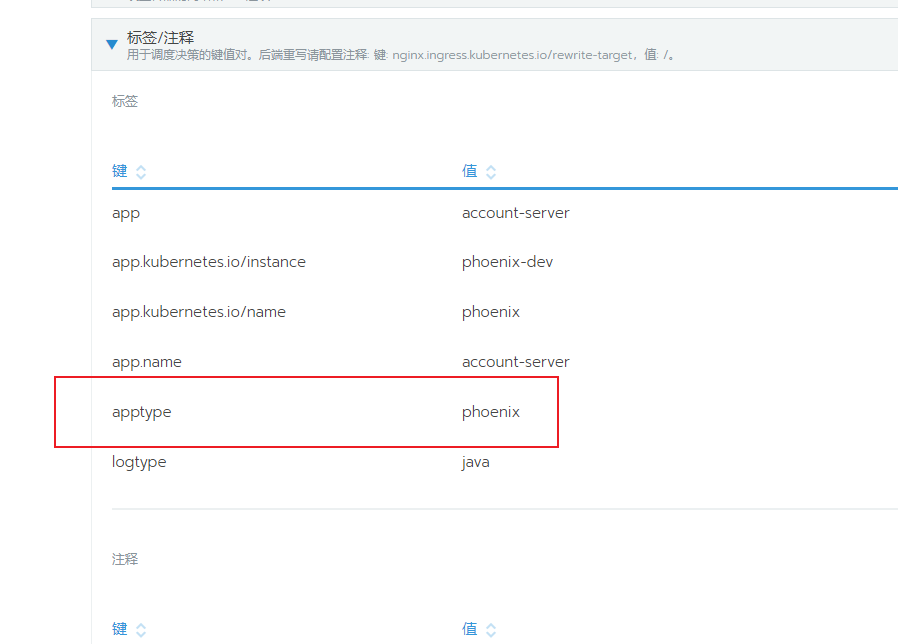 标签/注释
用于调度决策的键值对。后端重写请配置注释: 键: nginx.ingress.kubernetes.io/rewrite-target，值: /。
标签
键 值
app account-server
app.kubernetes.io/instance phoenix-dev
app.kubernetes.io/name phoenix
app.name account-server
apptype phoenix
logtype java
注释
键 值